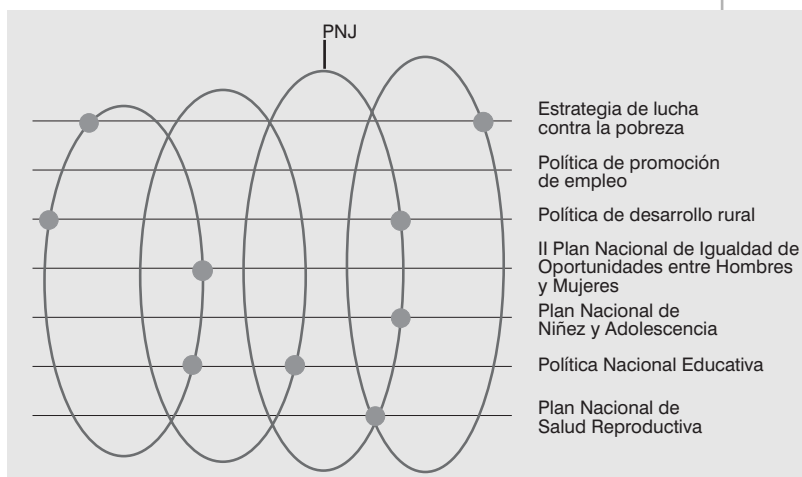 PNJ
Estrategia de lucha
contra la pobreza
Política de promoción
de empleo
Política de desarrollo rural
II Plan Nacional de Igualdad de
Oportunidades entre Hombres
y Mujeres
Plan Nacional de
Niñez y Adolescencia
Política Nacional Educativa
Plan Nacional de
Salud Reproductiva